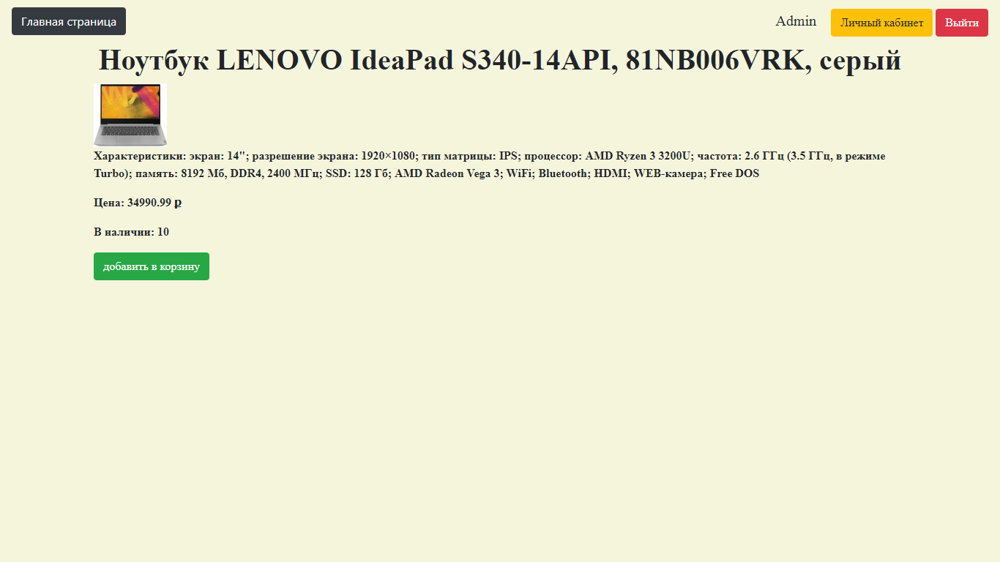 Главная страница
Admin
Личный кабинет
Выйти
Ноутбук LENOVO IdeaPad S340-14API, 81NB006VRK, серый
Характеристики: экран: 14"; разрешение экрана: 1920×1080; тип матрицы: IPS; процессор: AMD Ryzen 3 3200U; частота: 2.6 ГГц (3.5 ГГц, в режиме
Turbo); память: 8192 Мб, DDR4, 2400 МГц; SSD: 128 Гб; AMD Radeon Vega 3; WiFi; Bluetooth; HDMI; WEB-камера; Free DOS
Цена: 34990.99 ք
В наличии: 10
добавить в корзину